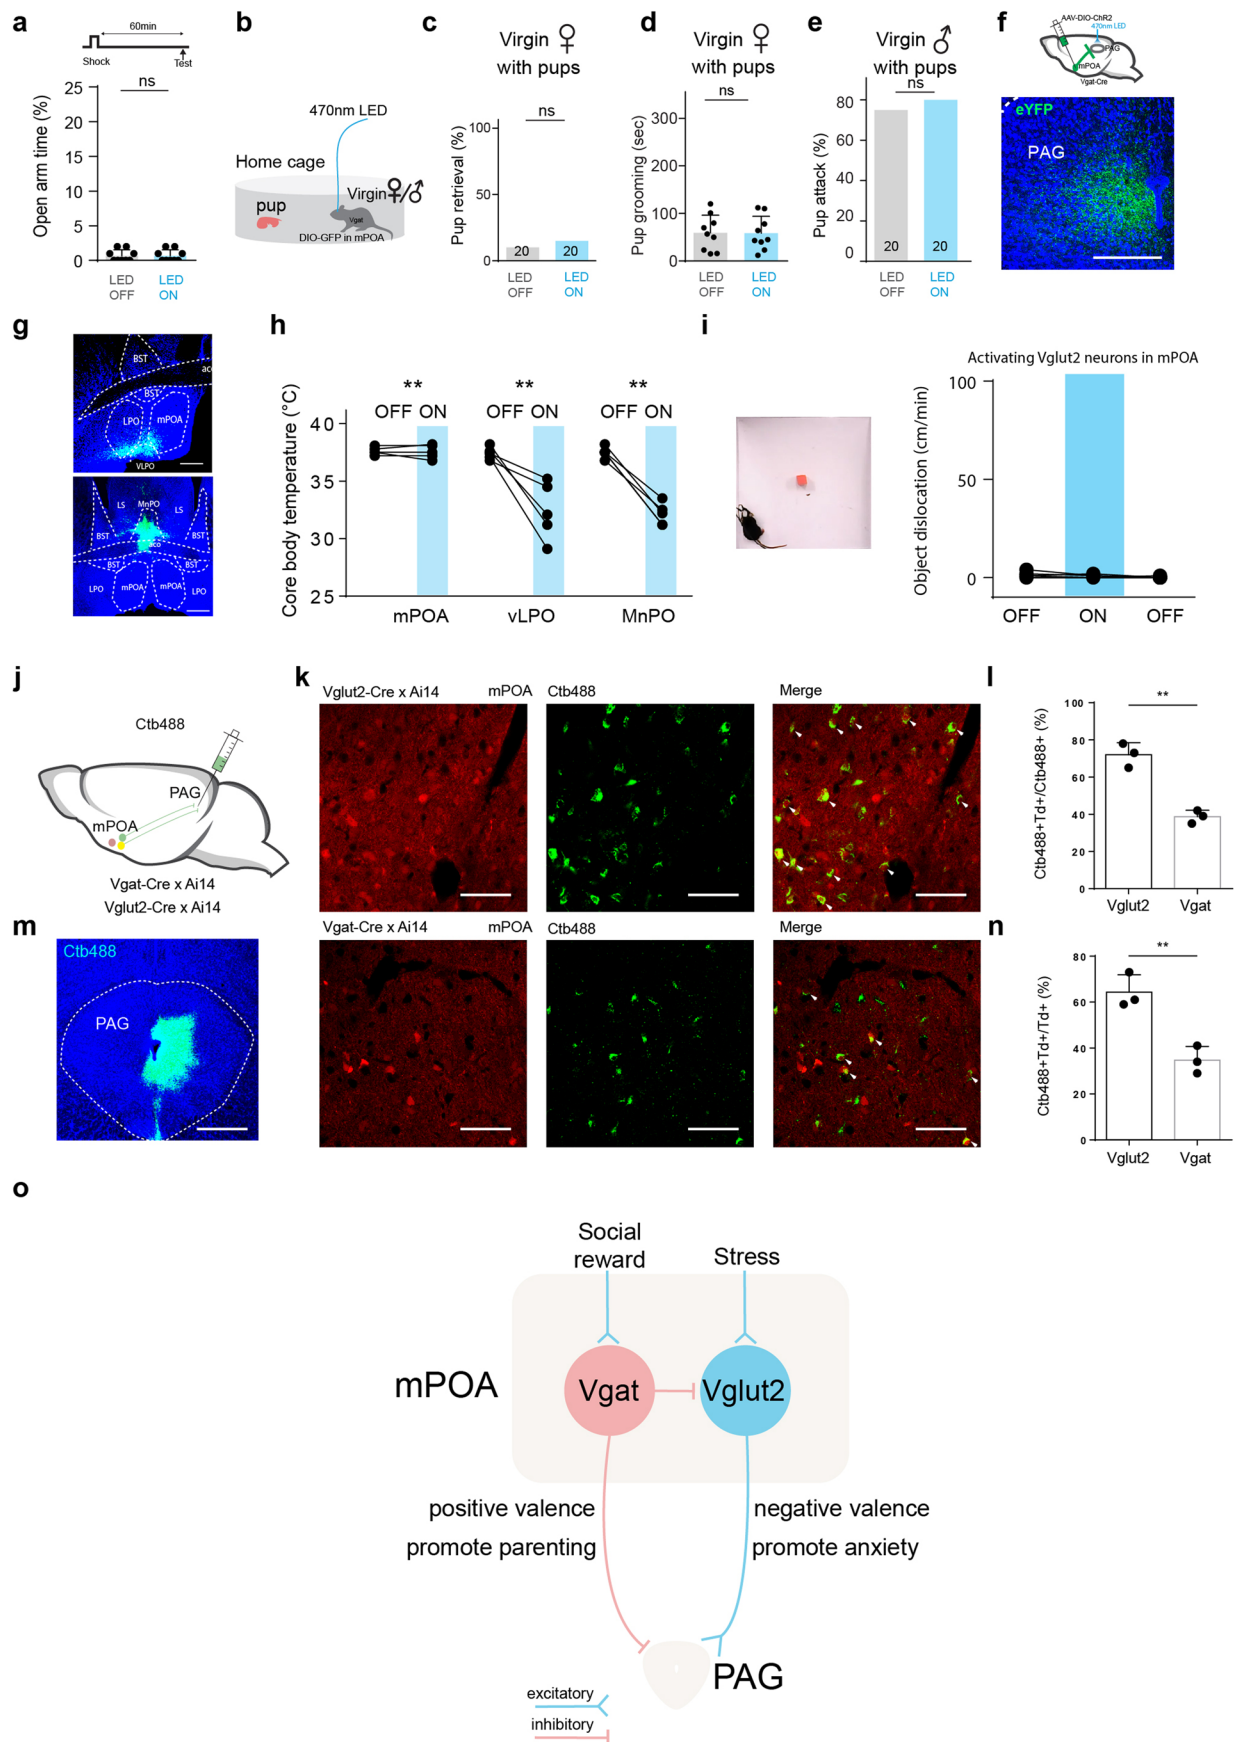 a
60min
Shock
Test
ns
Open arm time (%)
25
20
15
10
5
0
LED
OFF
LED
ON
b
470nm LED
Home cage
Virgin♀/♂
pup
Vgat
DIO-GFP in mPOA
c
Virgin ♀
with pups
ns
Pup retrieval (%)
100
50
0
20
20
LED
OFF
LED
ON
d
Virgin ♀
with pups
ns
Pup grooming (sec)
300
200
100
0
LED
OFF
LED
ON
e
Virgin ♂
with pups
ns
Pup attack (%)
80
60
40
20
0
20
20
LED
OFF
LED
ON
f
AAV-DIO-ChR2
470nm LED
PAG
mPOA
Vgat-Cre
eYFP
PAG
g
BST
aco
BST
LPO
mPOA
VLPO
LS
MnPO
LS
BST
BST
aco
BST
BST
LPO
mPOA
mPOA
LPO
h
Core body temperature (°C)
40
35
30
25
**
**
**
OFF ON
OFF ON
OFF ON
mPOA
vLPO
MnPO
i
Activating Vglut2 neurons in mPOA
Object dislocation (cm/min)
100
50
0
OFF
ON
OFF
j
Ctb488
PAG
mPOA
Vgat-Cre x Ai14
Vglut2-Cre x Ai14
k
Vglut2-Cre x Ai14
mPOA
Ctb488
Merge
Vgat-Cre x Ai14
mPOA
Ctb488
Merge
l
Ctb488+Td+/Ctb488+ (%)
100
80
60
40
20
0
**
Vglut2
Vgat
m
Ctb488
PAG
n
Ctb488+Td+/Td+ (%)
80
60
40
20
0
**
Vglut2
Vgat
o
Social
reward
Stress
mPOA
Vgat
Vglut2
positive valence
negative valence
promote parenting
promote anxiety
PAG
excitatory
inhibitory